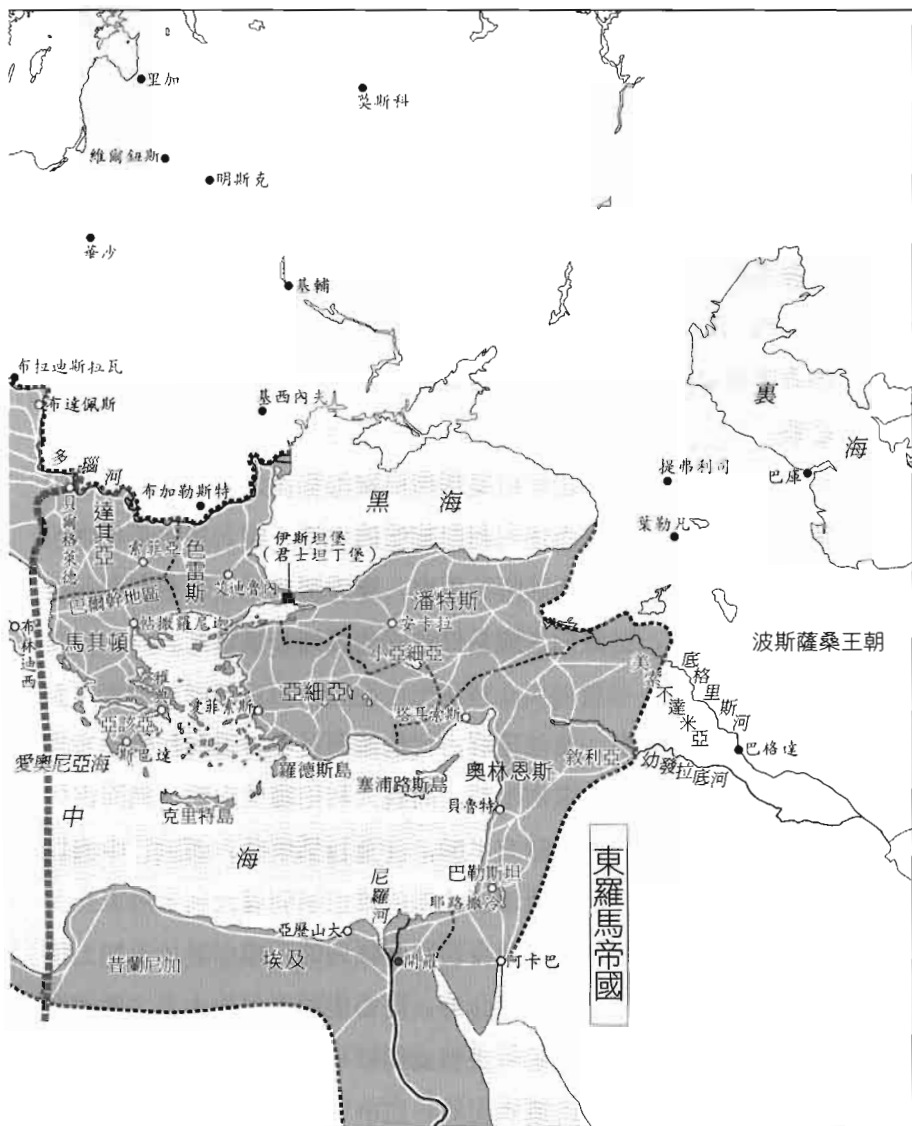 里加
莫斯科
維爾鈕斯
明斯克
華沙
基輔
布拉迪斯拉瓦
布達佩斯
基西內夫
裏海
多瑙河
布加勒斯特
黑海
提弗利司
巴庫
葉勒凡
貝爾格萊德
達其亞
索菲亞
色雷斯
伊斯坦堡
(君士坦丁堡)
艾迪魯內
巴爾幹地區
潘特斯
安卡拉
小亞細亞
布林迪西
馬其頓
帖撒羅尼迦
波斯薩桑王朝
美索不達米亞
底格里斯河
亞細亞
愛菲索斯
塔耳索斯
亞該亞
斯巴達
巴格達
愛奧尼亞海
羅德斯島
塞浦路斯島
奧林恩斯
敘利亞
幼發拉底河
克里特島
貝魯特
中海
東羅馬帝國
尼羅河
巴勒斯坦
耶路撒冷
亞歷山大
昔蘭尼加
埃及
開羅
阿卡巴